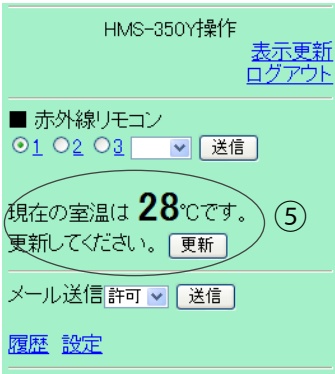 HMS-350Y操作
表示更新
ログアウト
■ 赤外線リモコン
1 2 3 送信
現在の室温は 28℃です。
⑤
更新してください。 更新
メール送信 許可 送信
履歴 設定